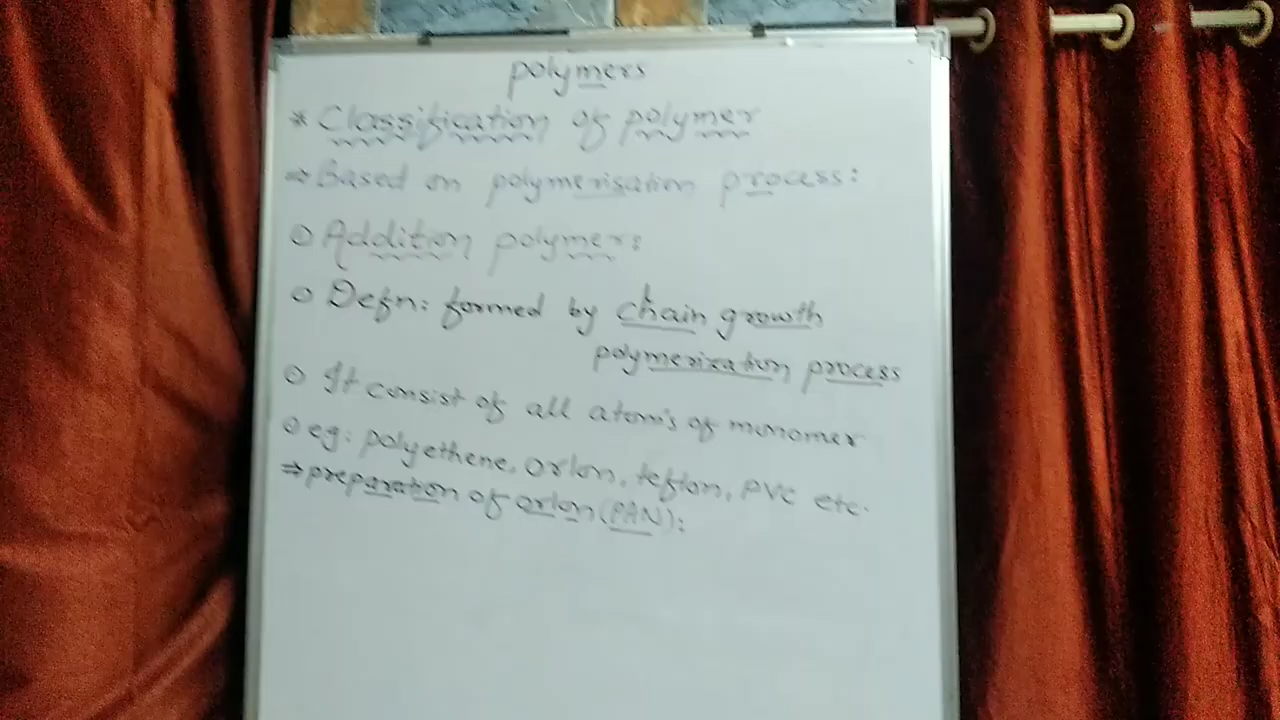 polymers
* Classification of polymer
⇒ Based on polymerisation process:
○ Addition polymer:
○ Defn: formed by chain growth
polymerization process
○ It consist of all atom's of monomer
○ eg: polyethene, orlon, teflon, PVC etc.
⇒ preparation of orlon (PAN):